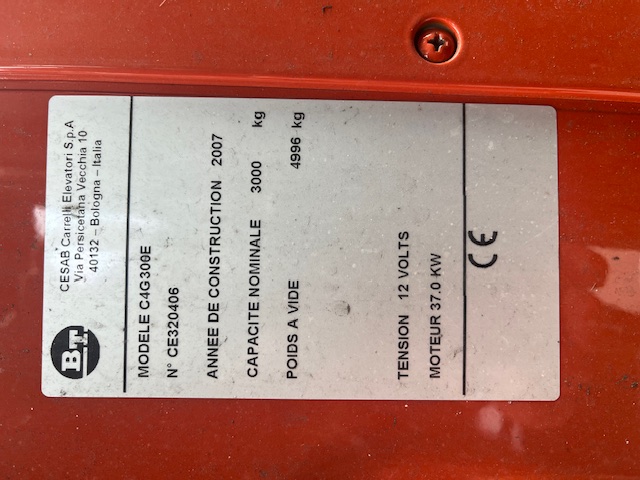 BT
CESAB Carrelli Elevatori S.p.A
Via Persicetana Vecchia 10
40132 – Bologna – Italia
MODELE C4G300E
N° CE320406
ANNEE DE CONSTRUCTION 2007
CAPACITE NOMINALE 3000 kg
POIDS A VIDE 4996 kg
TENSION 12 VOLTS
MOTEUR 37.0 KW
CE